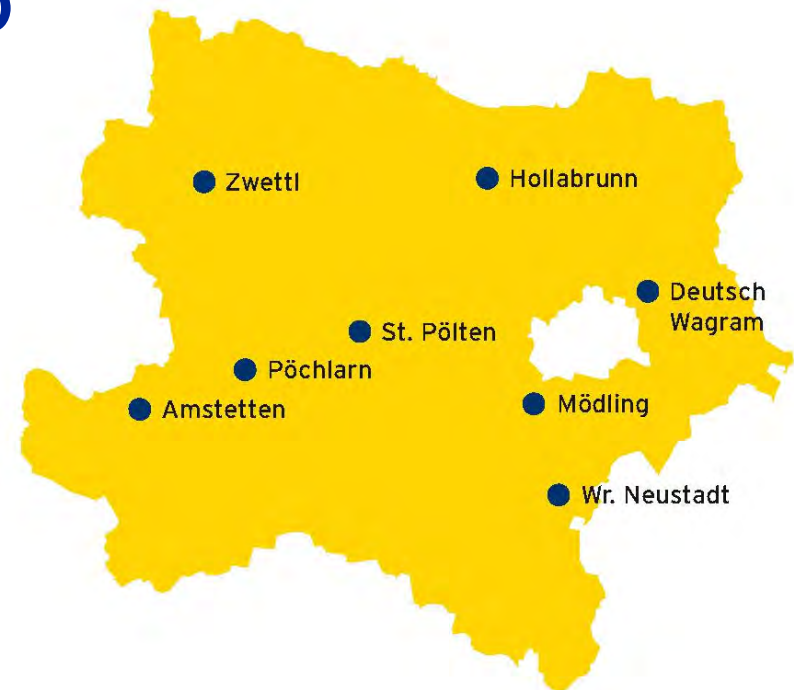 Zwettl
Hollabrunn
Deutsch
Wagram
St. Pölten
Pöchlarn
Amstetten
Mödling
Wr. Neustadt